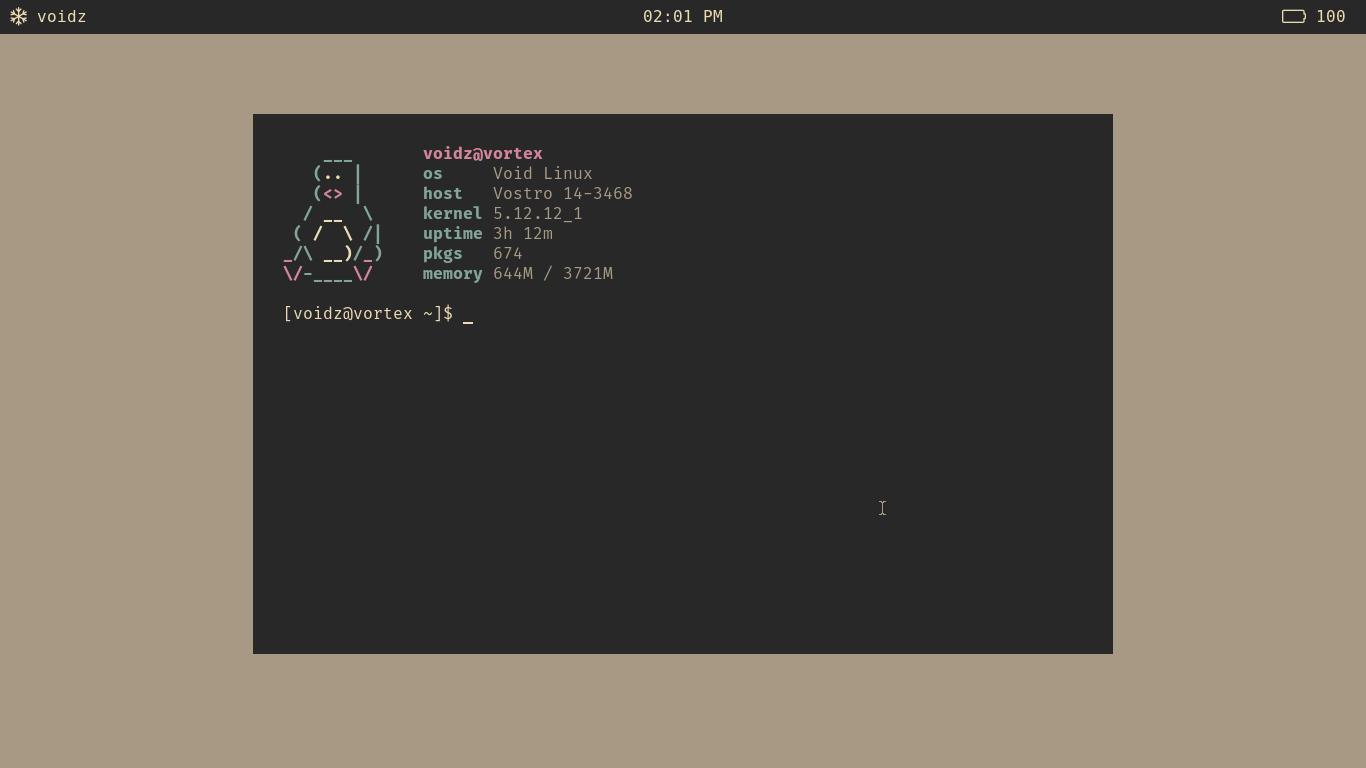 voidz
02:01 PM
100
voidz@vortex
os Void Linux
host Vostro 14-3468
kernel 5.12.12_1
uptime 3h 12m
pkgs 674
memory 644M / 3721M
[voidz@vortex ~]$ _